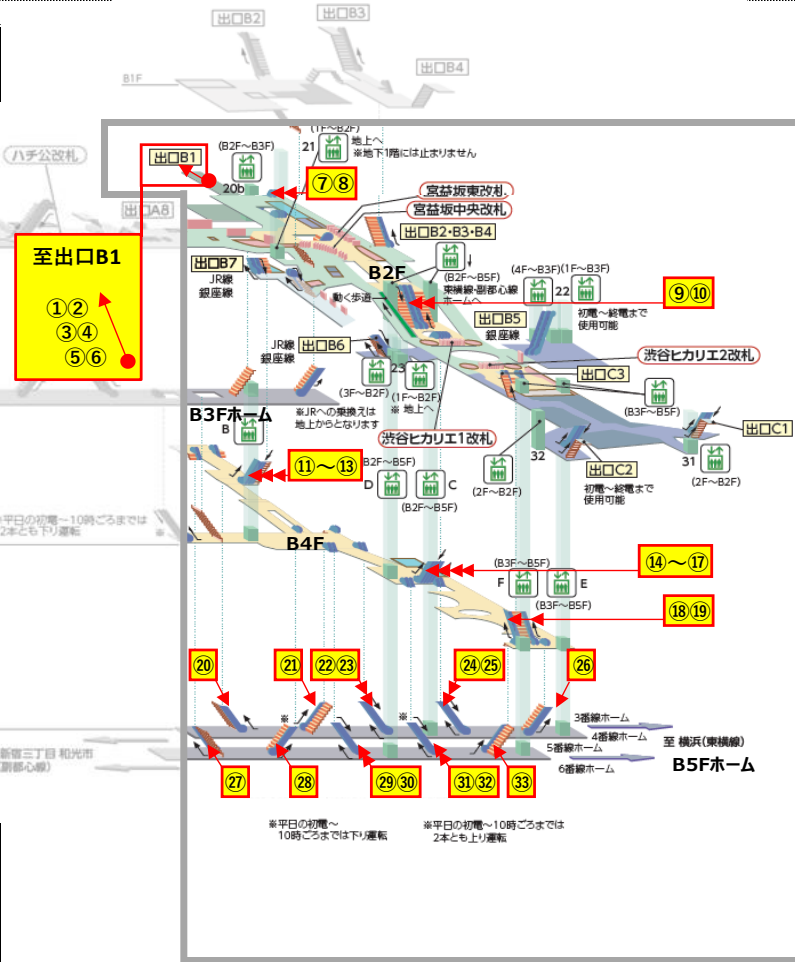 出口B2
出口B3
出口B4
B1F
ハチ公改札
出口A8
出口B1
(B2F～B3F)
20b
(1F～B2F)
21
地上へ
※地下1階には止まりません
⑦⑧
宮益坂東改札
宮益坂中央改札
出口B2・B3・B4
至出口B1
①②
③④
⑤⑥
出口B7
JR線
銀座線
B2F
動く歩道
(B2F～B5F)
東横線・副都心線
ホームへ
(4F～B3F)
(1F～B3F)
22
初電～終電まで
使用可能
⑨⑩
出口B5
銀座線
JR線
銀座線
出口B6
23
(3F～B2F)
(1F～B2F)
※ 地上へ
渋谷ヒカリエ2改札
出口C3
(B3F～B5F)
B3Fホーム
B
※JRへの乗換えは
地上からとなります
渋谷ヒカリエ1改札
出口C1
32
31
出口C2
(2F～B2F)
(2F～B2F)
初電～終電まで
使用可能
⑪～⑬
(B2F～B5F)
D
C
(B2F～B5F)
※平日の初電～10時ごろまでは
2本とも下り運転
※
B4F
(B3F～B5F)
F
E
(B3F～B5F)
⑭～⑰
⑱⑲
⑳
㉑
㉒㉓
㉔㉕
㉖
※
※
3番線ホーム
4番線ホーム
5番線ホーム
6番線ホーム
至 横浜(東横線)
B5Fホーム
新宿三丁目 和光市
(副都心線)
㉗
㉘
㉙㉚
㉛㉜
㉝
※平日の初電～
10時ごろまでは下り運転
※平日の初電～10時ごろまでは
2本とも上り運転